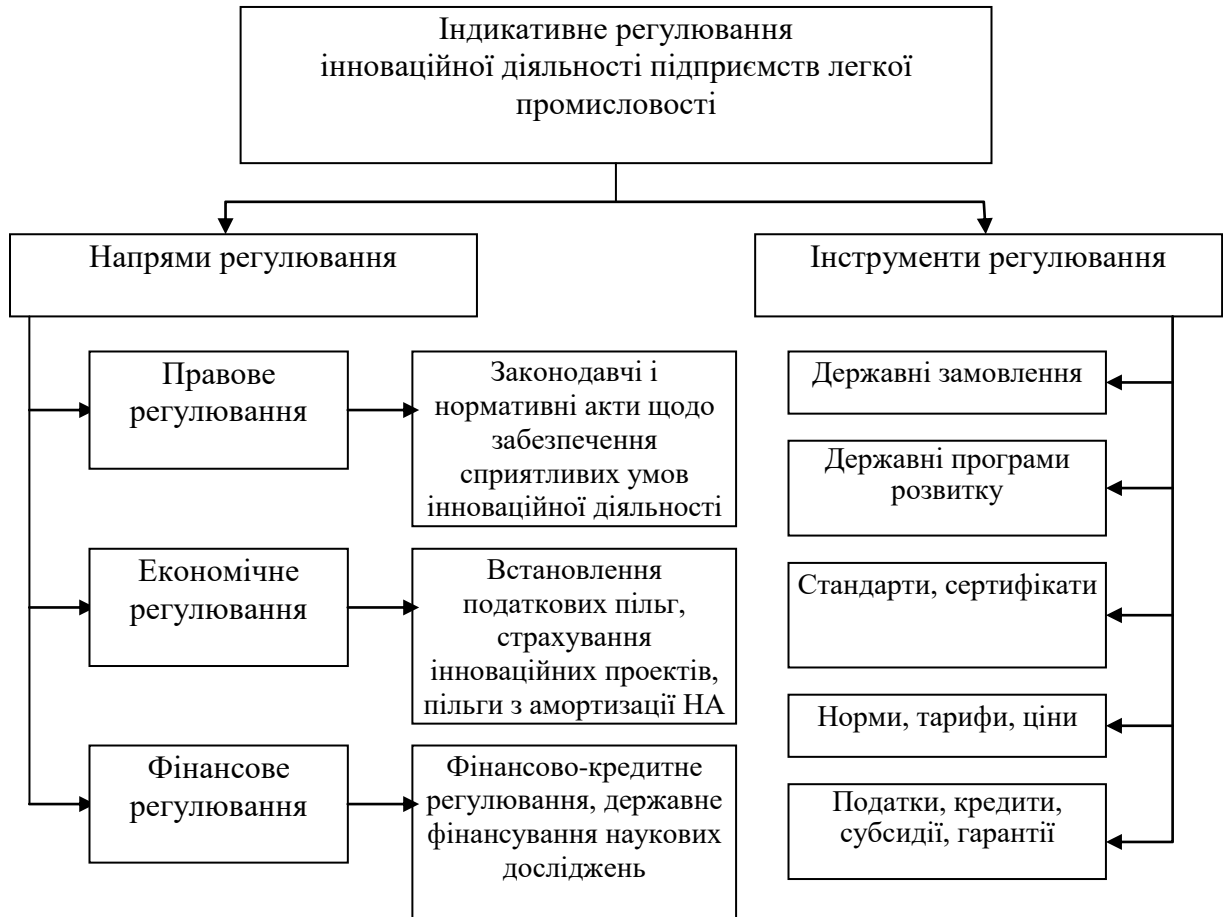 Індикативне регулювання
інноваційної діяльності підприємств легкої
промисловості
Напрями регулювання
Правове
регулювання
Законодавчі і
нормативні акти щодо
забезпечення
сприятливих умов
інноваційної діяльності
Економічне
регулювання
Встановлення
податкових пільг,
страхування
інноваційних проектів,
пільги з амортизації НА
Фінансове
регулювання
Фінансово-кредитне
регулювання, державне
фінансування наукових
досліджень
Інструменти регулювання
Державні замовлення
Державні програми
розвитку
Стандарти, сертифікати
Норми, тарифи, ціни
Податки, кредити,
субсидії, гарантії